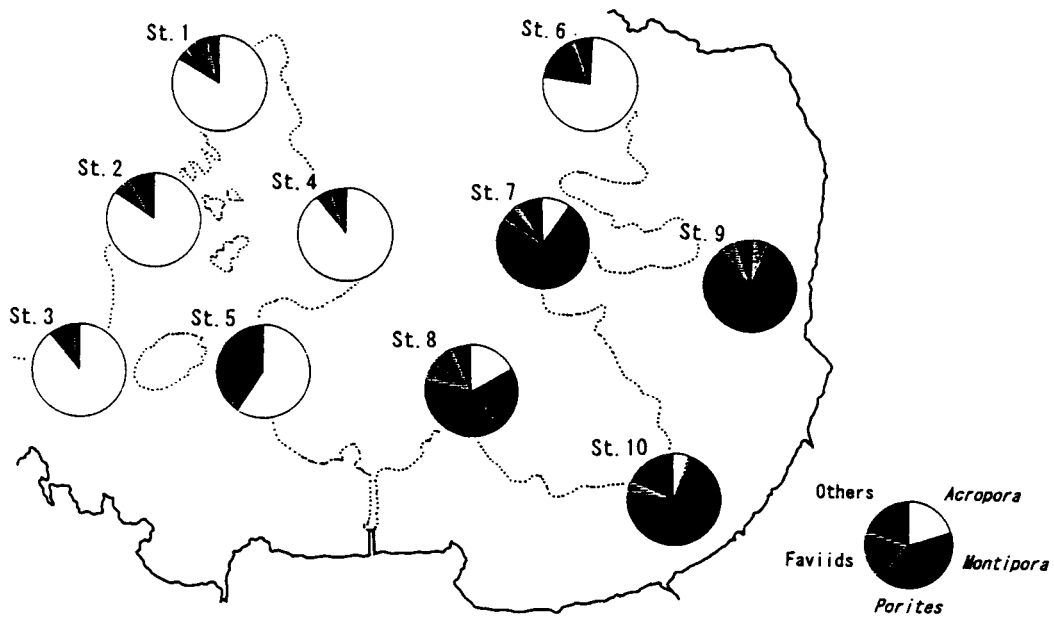 St. 1
St. 6
St. 2
St. 4
St. 7
St. 9
St. 3
St. 5
St. 8
St. 10
Others
Acropora
Faviids
Montipora
Porites